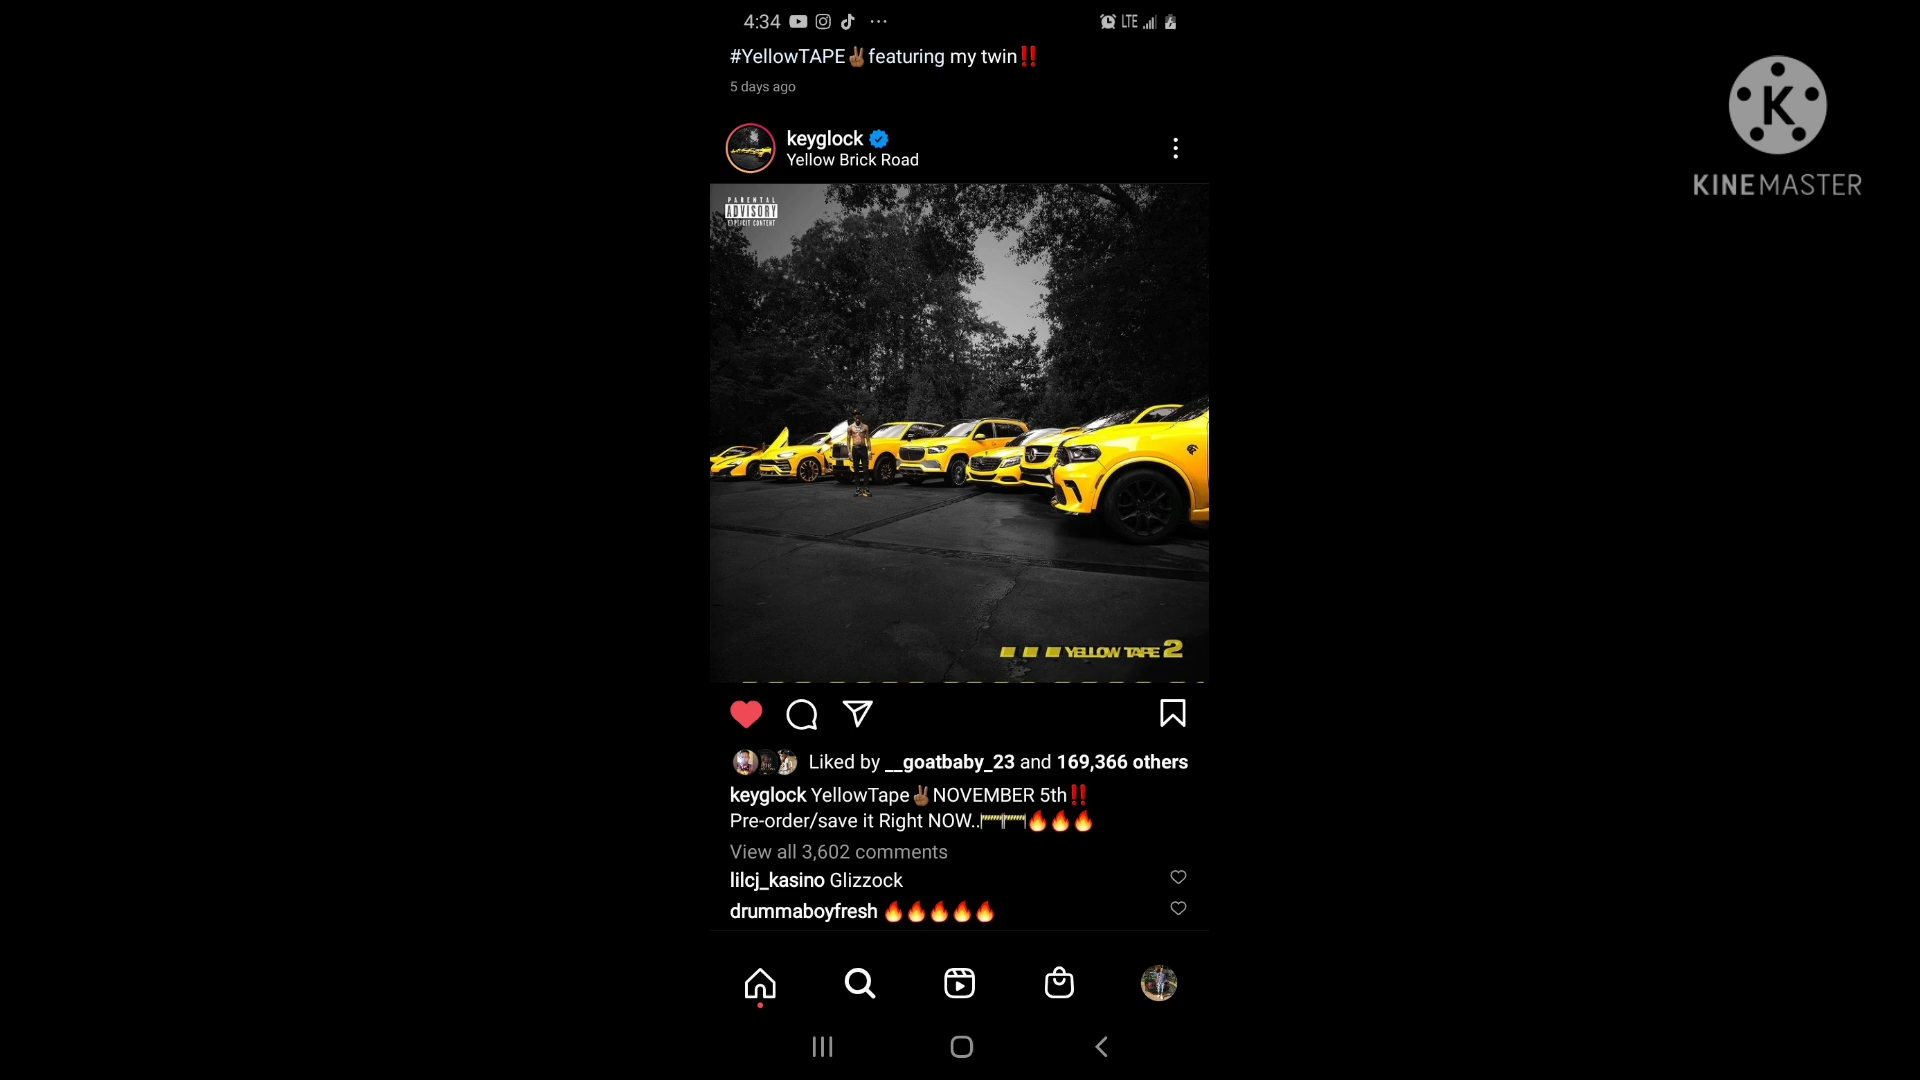 4:34 LTE
#YellowTAPE✌🏾featuring my twin‼️
5 days ago
keyglock
Yellow Brick Road
PARENTAL
ADVISORY
EXPLICIT CONTENT
YELLOW TAPE 2
Liked by __goatbaby_23 and 169,366 others
keyglock YellowTape✌🏾NOVEMBER 5th‼️
Pre-order/save it Right NOW..🚧🚧🔥🔥🔥
View all 3,602 comments
lilcj_kasino Glizzock
drummaboyfresh 🔥🔥🔥🔥🔥
K
KINEMASTER